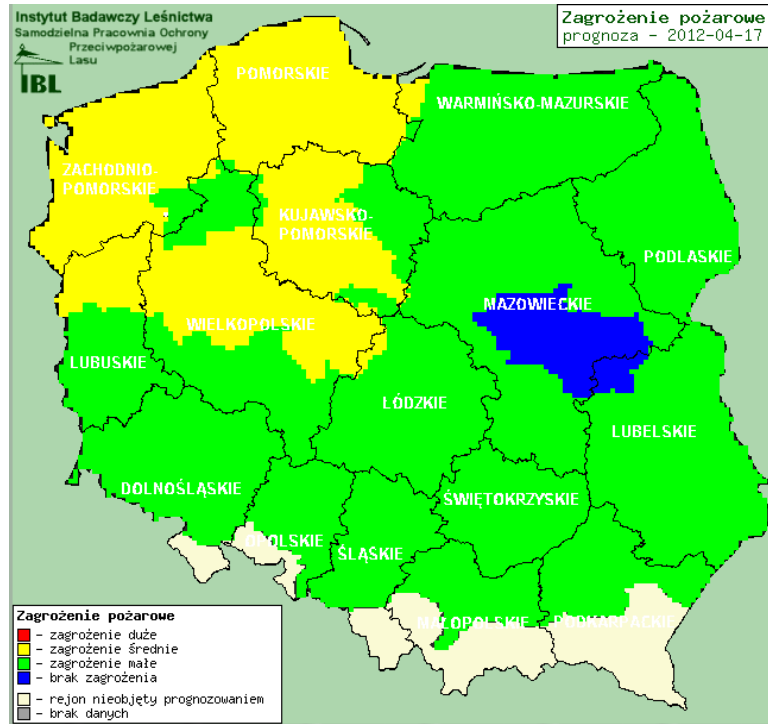 Instytut Badawczy Leśnictwa
Samodzielna Pracownia Ochrony
Przeciwpożarowej
Lasu
IBL
Zagrożenie pożarowe
prognoza - 2012-04-17
POMORSKIE
WARMIŃSKO-MAZURSKIE
ZACHODNIO-
POMORSKIE
KUJAWSKO-
POMORSKIE
PODLASKIE
MAZOWIECKIE
WIELKOPOLSKIE
LUBUSKIE
ŁÓDZKIE
LUBELSKIE
DOLNOŚLĄSKIE
ŚWIĘTOKRZYSKIE
OPOLSKIE
ŚLĄSKIE
MAŁOPOLSKIE
PODKARPACKIE
Zagrożenie pożarowe
- zagrożenie duże
- zagrożenie średnie
- zagrożenie małe
- brak zagrożenia
- rejon nieobjęty prognozowaniem
- brak danych